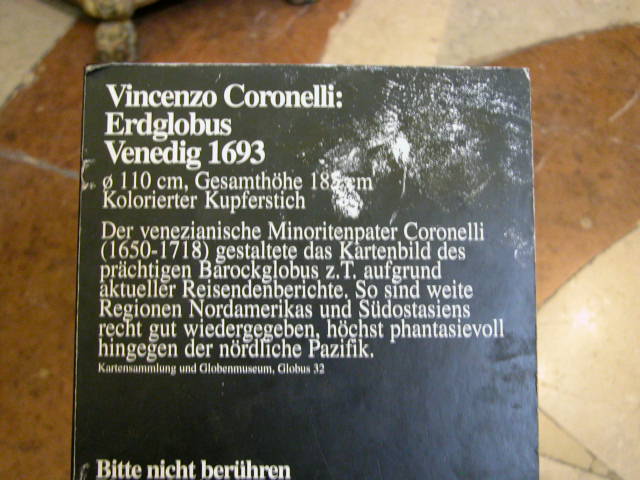 Vincenzo Coronelli:
Erdglobus
Venedig 1693
ø 110 cm, Gesamthöhe cm
Kolorierter Kupferstich
Der venezianische Minoritenpater Coronelli
(1650-1718) gestaltete das Kartenbild des
prächtigen Barockglobus z.T. aufgrund
aktueller Reisendenberichte. So sind weite
Regionen Nordamerikas und Südostasiens
recht gut wiedergegeben, höchst phantasievoll
hingegen der nördliche Pazifik.
Kartensammlung und Globenmuseum, Globus 32
Bitte nicht berühren